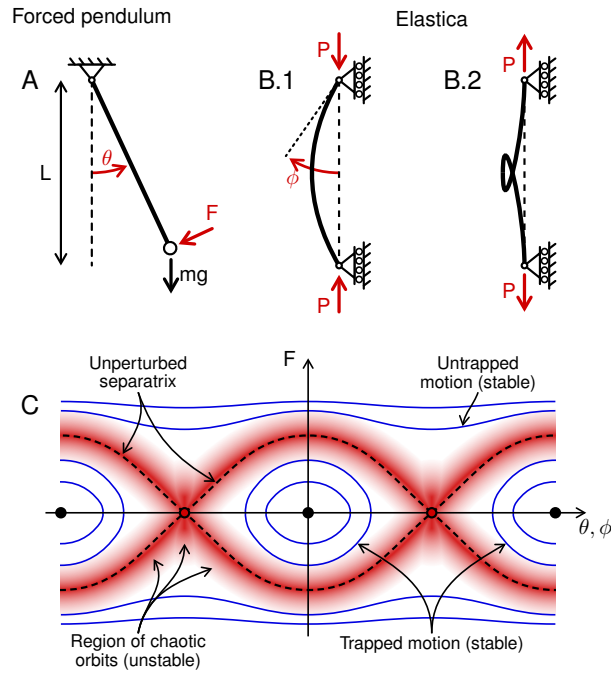 Forced pendulum
Elastica
A
L
θ
F
mg
B.1
P
ϕ
P
B.2
P
P
C
Unperturbed
separatrix
F
Untrapped
motion (stable)
θ, ϕ
Region of chaotic
orbits (unstable)
Trapped motion (stable)